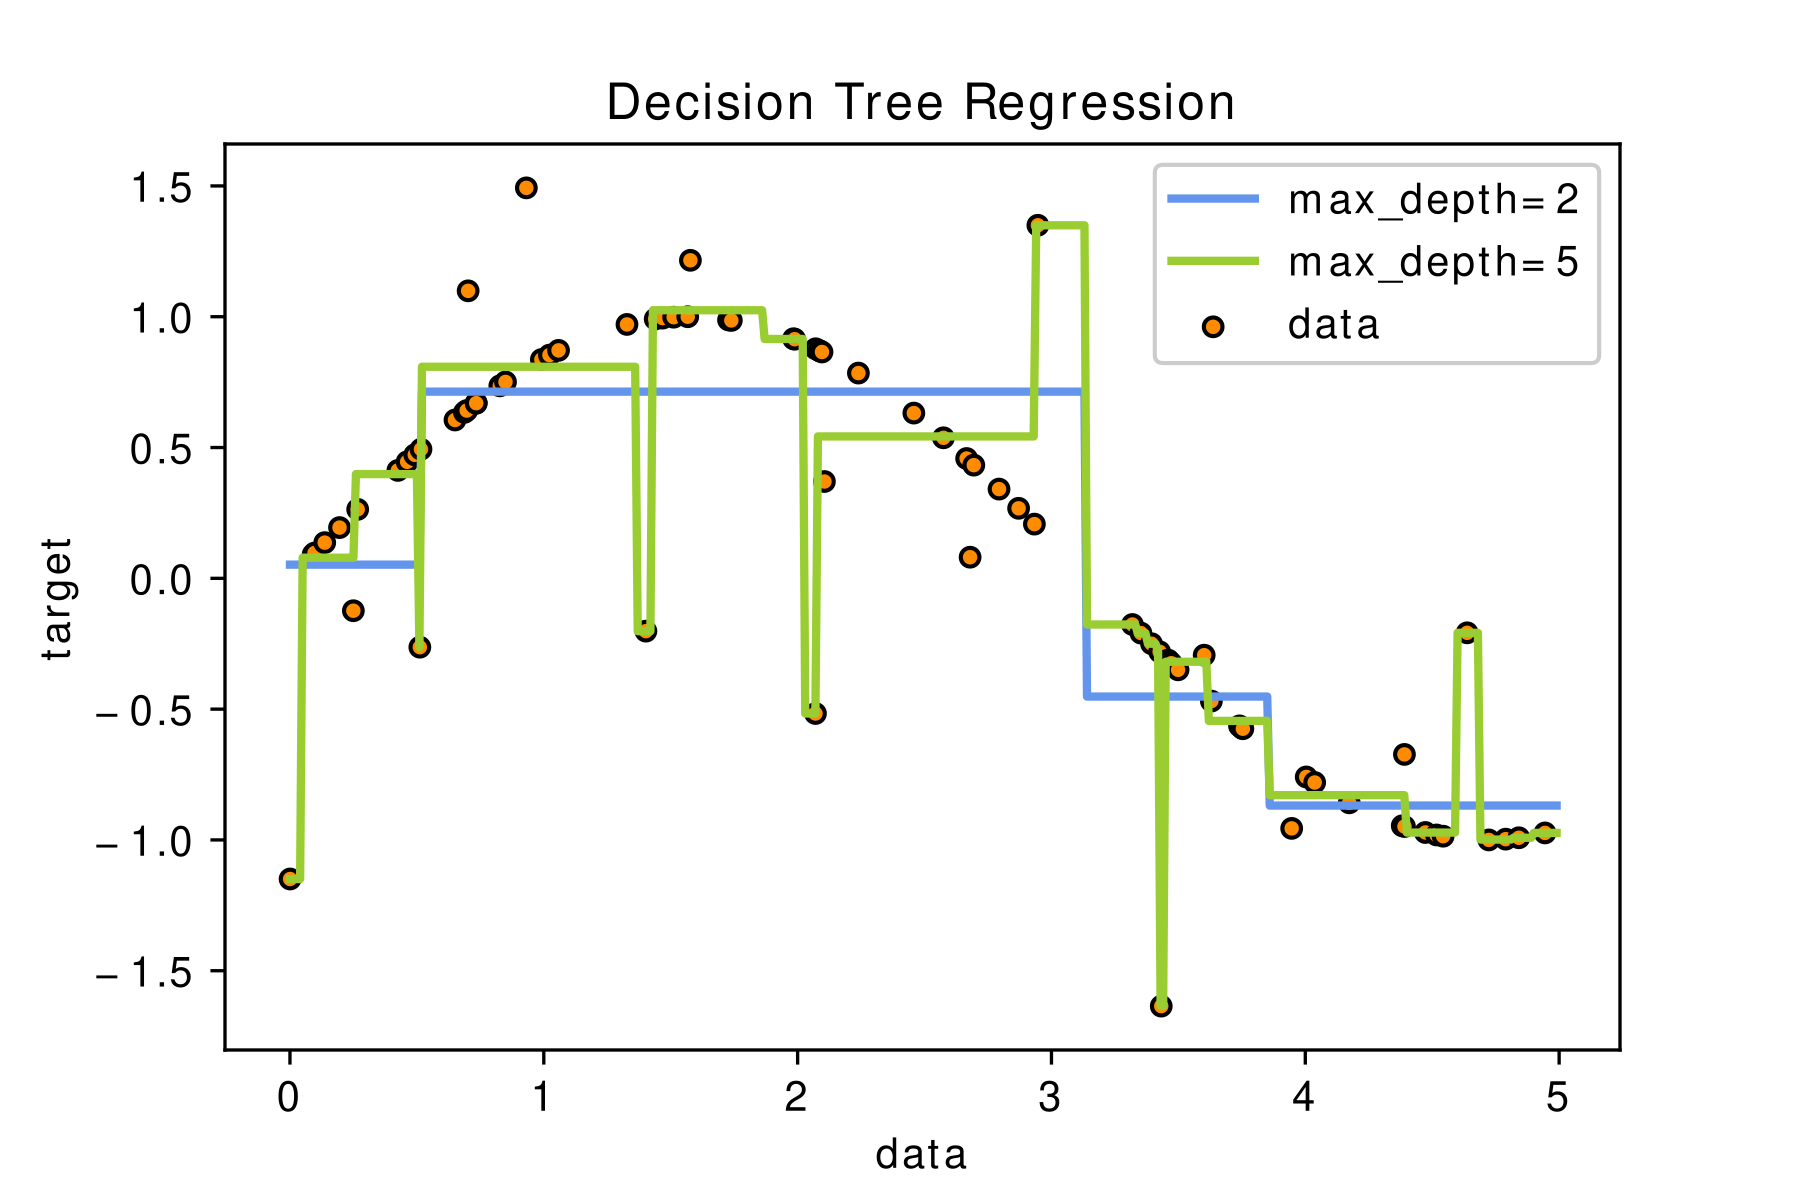 Decision Tree Regression
max_depth=2
max_depth=5
data
1.5
1.0
0.5
0.0
−0.5
−1.0
−1.5
target
0 1 2 3 4 5
data